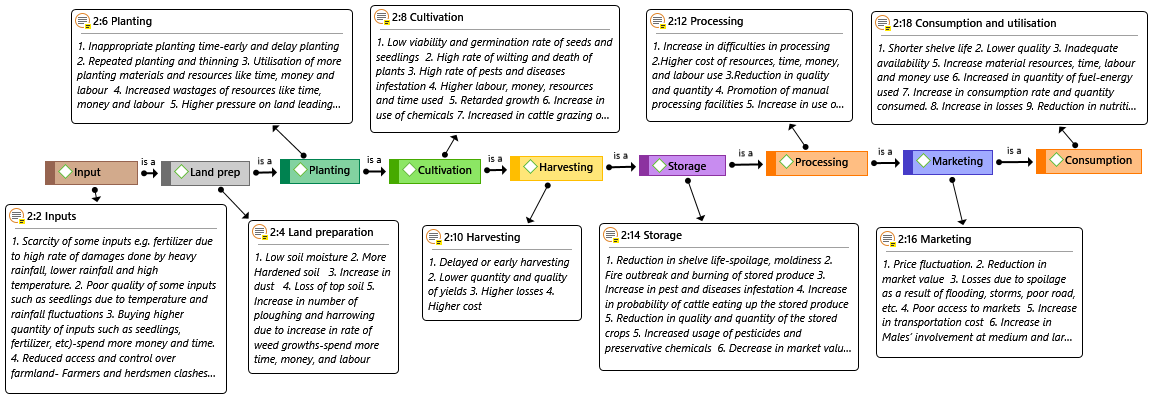 2:6 Planting
1. Inappropriate planting time-early and delay planting
2. Repeated planting and thinning 3. Utilisation of more
planting materials and resources like time, money and
labour 4. Increased wastages of resources like time,
money and labour 5. Higher pressure on land leading...
2:8 Cultivation
1. Low viability and germination rate of seeds and
seedlings 2. High rate of wilting and death of
plants 3. High rate of pests and diseases
infestation 4. Higher labour, money, resources
and time used 5. Retarded growth 6. Increase in
use of chemicals 7. Increased in cattle grazing o...
2:12 Processing
1. Increase in difficulties in processing
2.Higher cost of resources, time, money,
and labour use 3.Reduction in quality
and quantity 4. Promotion of manual
processing facilities 5. Increase in use o...
2:18 Consumption and utilisation
1. Shorter shelve life 2. Lower quality 3. Inadequate
availability 5. Increase material resources, time, labour
and money use 6. Increased in quantity of fuel-energy
used 7. Increase in consumption rate and quantity
consumed. 8. Increase in losses 9. Reduction in nutriti...
Input
is a
Land prep
is a
Planting
is a
Cultivation
is a
Harvesting
is a
Storage
is a
Processing
is a
Marketing
is a
Consumption
2:2 Inputs
1. Scarcity of some inputs e.g. fertilizer due
to high rate of damages done by heavy
rainfall, lower rainfall and high
temperature. 2. Poor quality of some inputs
such as seedlings due to temperature and
rainfall fluctuations 3. Buying higher
quantity of inputs such as seedlings,
fertilizer, etc)-spend more money and time.
4. Reduced access and control over
farmland- Farmers and herdsmen clashes...
2:4 Land preparation
1. Low soil moisture 2. More
Hardened soil 3. Increase in
dust 4. Loss of top soil 5.
Increase in number of
ploughing and harrowing
due to increase in rate of
weed growths-spend more
time, money, and labour
2:10 Harvesting
1. Delayed or early harvesting
2. Lower quantity and quality
of yields 3. Higher losses 4.
Higher cost
2:14 Storage
1. Reduction in shelve life-spoilage, moldiness 2.
Fire outbreak and burning of stored produce 3.
Increase in pest and diseases infestation 4. Increase
in probability of cattle eating up the stored produce
5. Reduction in quality and quantity of the stored
crops 5. Increased usage of pesticides and
preservative chemicals 6. Decrease in market valu...
2:16 Marketing
1. Price fluctuation. 2. Reduction in
market value 3. Losses due to spoilage
as a result of flooding, storms, poor road,
etc. 4. Poor access to markets 5. Increase
in transportation cost 6. Increase in
Males' involvement at medium and lar...